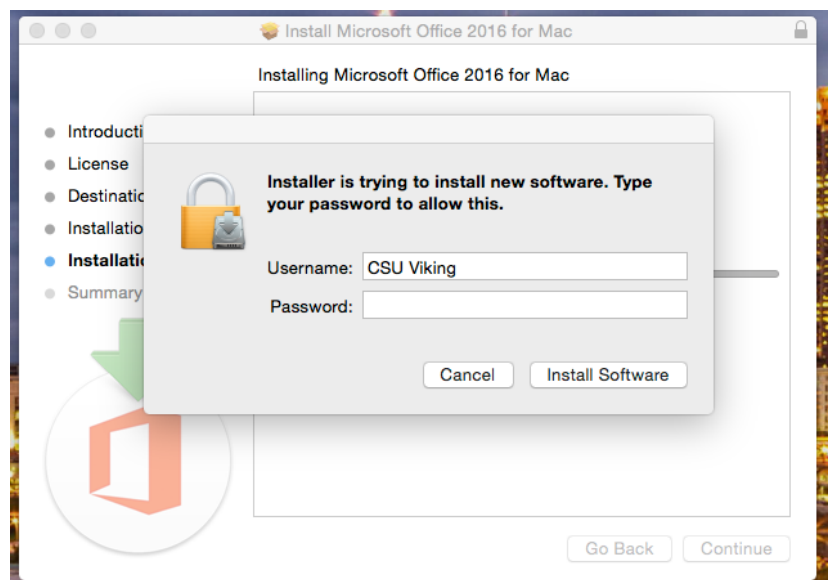 Install Microsoft Office 2016 for Mac
Installing Microsoft Office 2016 for Mac
Introducti
License
Destinatio
Installatio
Installatio
Summary
Installer is trying to install new software. Type
your password to allow this.
Username: CSU Viking
Password:
Cancel Install Software
Go Back Continue